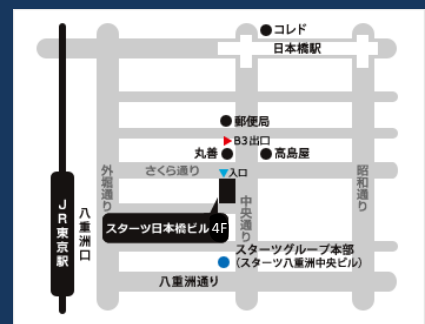 コレド
日本橋駅
郵便局
B3出口
丸善
高島屋
さくら通り
入口
外堀通り
中央通り
昭和通り
JR東京駅
八重洲口
スターツ日本橋ビル 4F
スターツグループ本部
(スターツ八重洲中央ビル)
八重洲通り